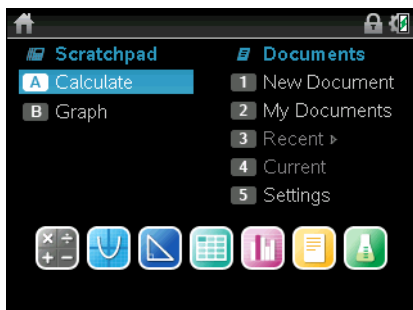 Scratchpad
A Calculate
B Graph
Documents
1 New Document
2 My Documents
3 Recent ▸
4 Current
5 Settings